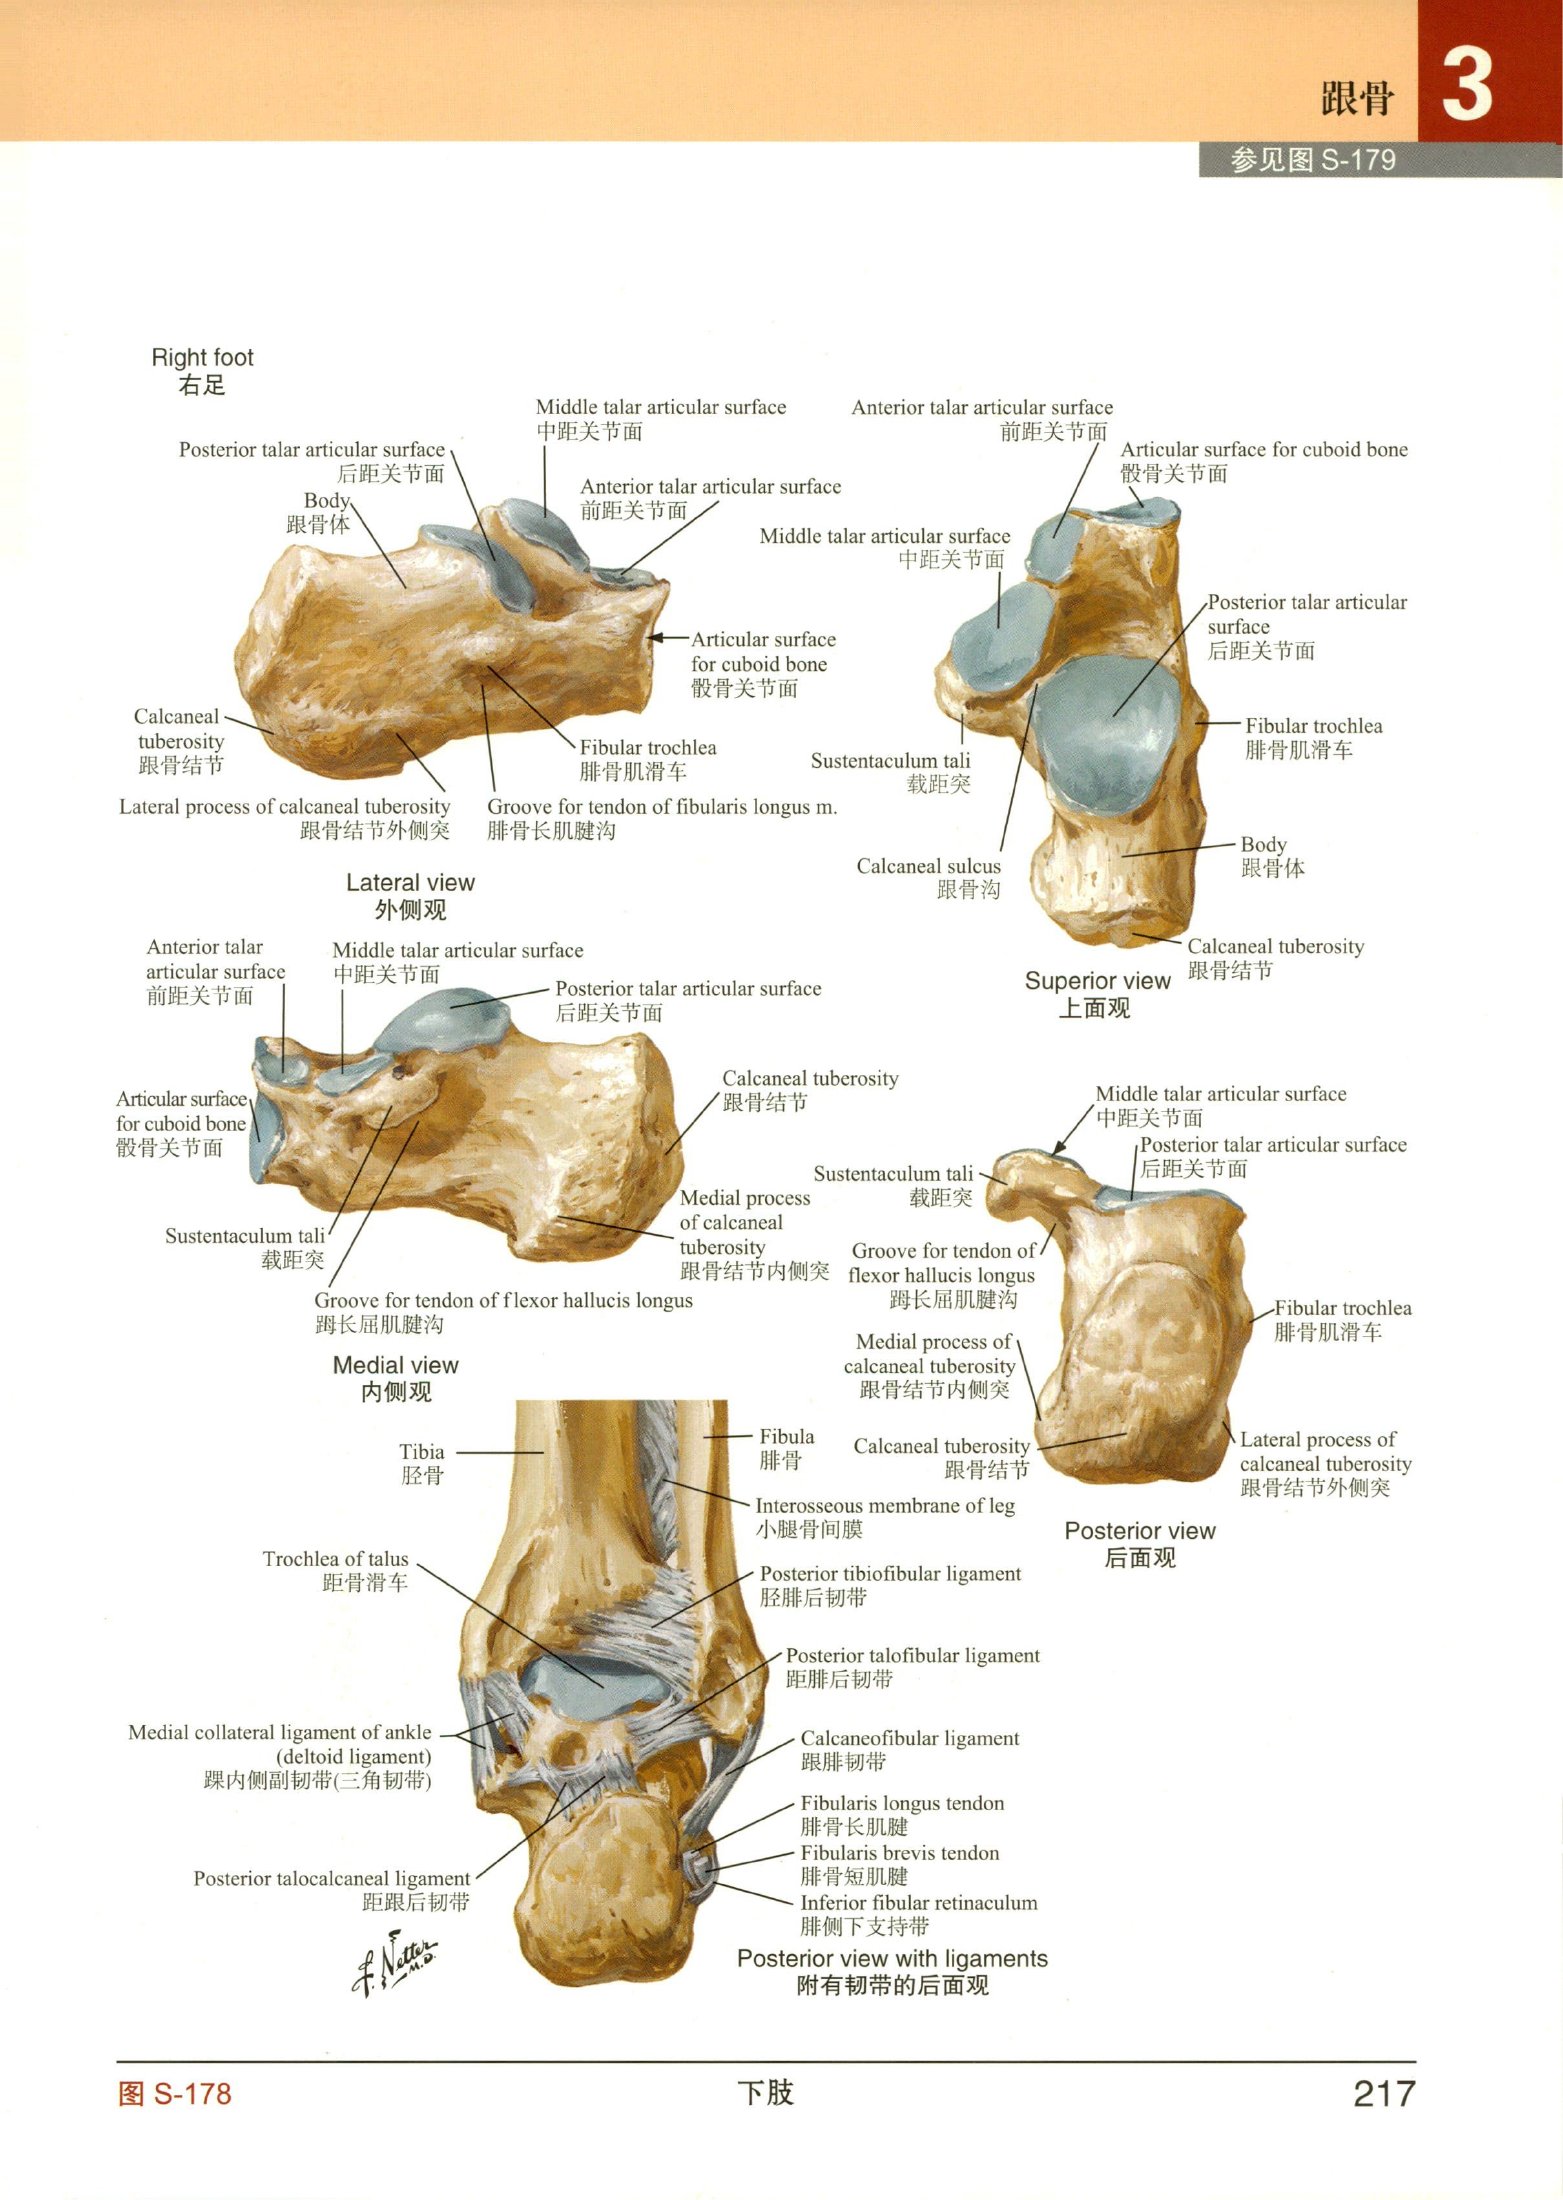 跟骨
3
参见图 S-179
Right foot
右足
Middle talar articular surface
中距关节面
Posterior talar articular surface
后距关节面
Anterior talar articular surface
前距关节面
Body
跟骨体
Articular surface
for cuboid bone
骰骨关节面
Calcaneal
tuberosity
跟骨结节
Fibular trochlea
腓骨肌滑车
Lateral process of calcaneal tuberosity
跟骨结节外侧突
Groove for tendon of fibularis longus m.
腓骨长肌腱沟
Lateral view
外侧观
Anterior talar articular surface
前距关节面
Articular surface for cuboid bone
骰骨关节面
Middle talar articular surface
中距关节面
Posterior talar articular
surface
后距关节面
Fibular trochlea
腓骨肌滑车
Sustentaculum tali
载距突
Body
跟骨体
Calcaneal sulcus
跟骨沟
Calcaneal tuberosity
跟骨结节
Superior view
上面观
Anterior talar
articular surface
前距关节面
Middle talar articular surface
中距关节面
Posterior talar articular surface
后距关节面
Calcaneal tuberosity
跟骨结节
Articular surface
for cuboid bone
骰骨关节面
Medial process
of calcaneal
tuberosity
跟骨结节内侧突
Sustentaculum tali
载距突
Groove for tendon of flexor hallucis longus
𧿹长屈肌腱沟
Medial view
内侧观
Middle talar articular surface
中距关节面
Posterior talar articular surface
后距关节面
Sustentaculum tali
载距突
Groove for tendon of
flexor hallucis longus
𧿹长屈肌腱沟
Fibular trochlea
腓骨肌滑车
Medial process of
calcaneal tuberosity
跟骨结节内侧突
Calcaneal tuberosity
跟骨结节
Lateral process of
calcaneal tuberosity
跟骨结节外侧突
Posterior view
后面观
Tibia
胫骨
Fibula
腓骨
Interosseous membrane of leg
小腿骨间膜
Trochlea of talus
距骨滑车
Posterior tibiofibular ligament
胫腓后韧带
Posterior talofibular ligament
距腓后韧带
Medial collateral ligament of ankle
(deltoid ligament)
踝内侧副韧带(三角韧带)
Calcaneofibular ligament
跟腓韧带
Fibularis longus tendon
腓骨长肌腱
Fibularis brevis tendon
腓骨短肌腱
Posterior talocalcaneal ligament
距跟后韧带
Inferior fibular retinaculum
腓侧下支持带
Posterior view with ligaments
附有韧带的后面观
F. Netter
M.D.
图 S-178
下肢
217